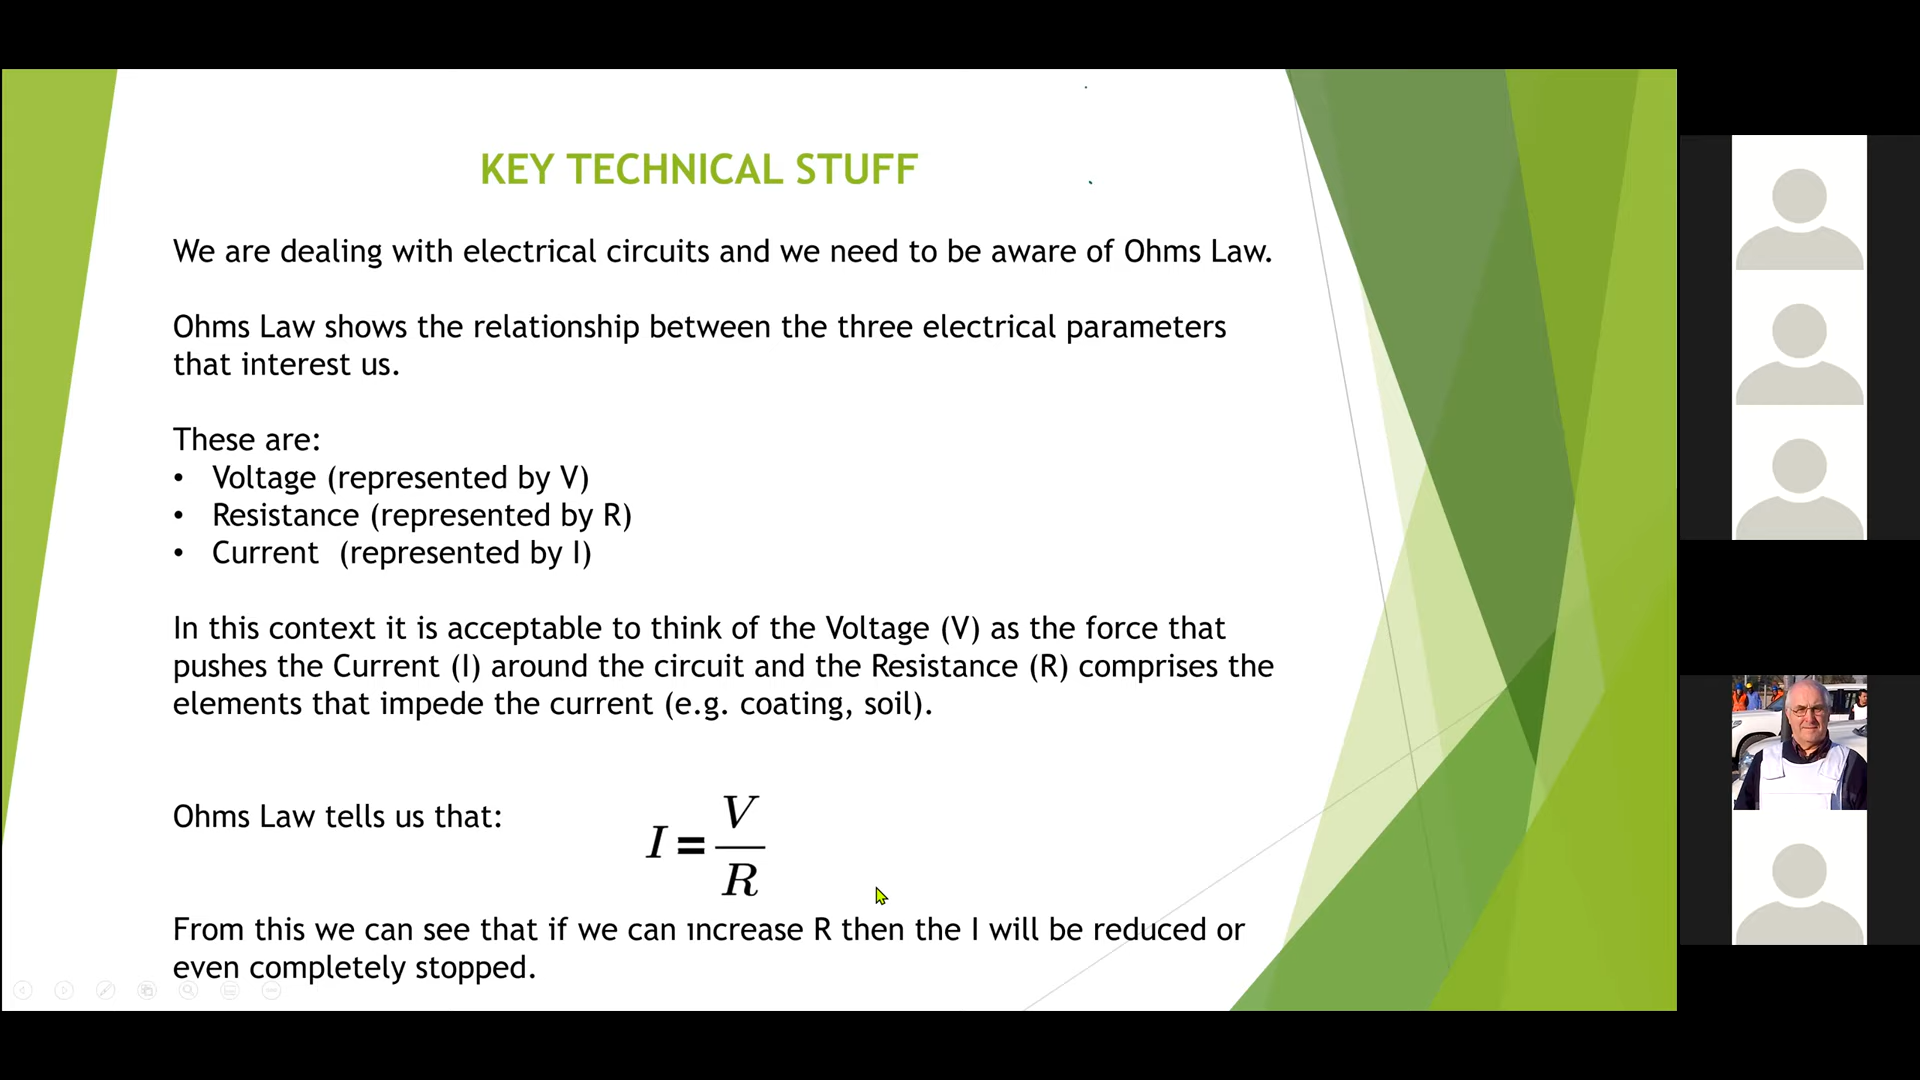 KEY TECHNICAL STUFF
We are dealing with electrical circuits and we need to be aware of Ohms Law.
Ohms Law shows the relationship between the three electrical parameters
that interest us.
These are:
• Voltage (represented by V)
• Resistance (represented by R)
• Current (represented by I)
In this context it is acceptable to think of the Voltage (V) as the force that
pushes the Current (I) around the circuit and the Resistance (R) comprises the
elements that impede the current (e.g. coating, soil).
Ohms Law tells us that:
I = V/R
From this we can see that if we can increase R then the I will be reduced or
even completely stopped.